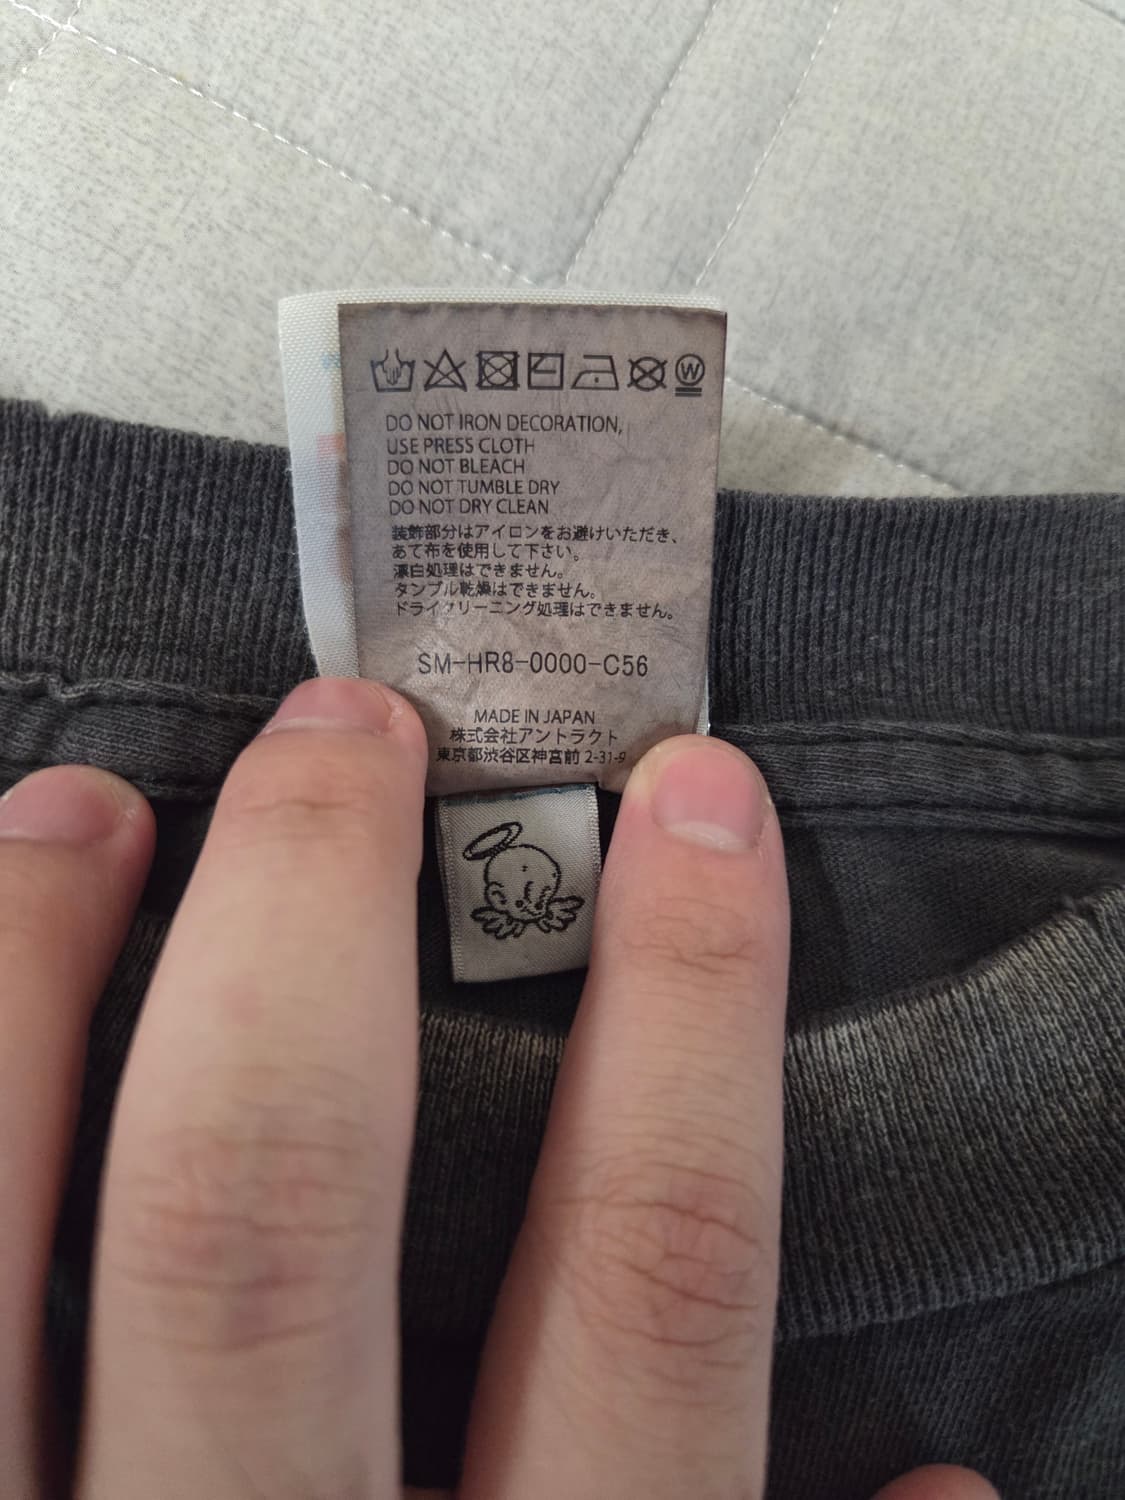 W
DO NOT IRON DECORATION,
USE PRESS CLOTH
DO NOT BLEACH
DO NOT TUMBLE DRY
DO NOT DRY CLEAN
装飾部分はアイロンをお避けいただき、
あて布を使用して下さい。
漂白処理はできません。
タンブル乾燥はできません。
ドライクリーニング処理はできません。
SM-HR8-0000-C56
MADE IN JAPAN
株式会社アントラクト
東京都渋谷区神宮前 2-31-9